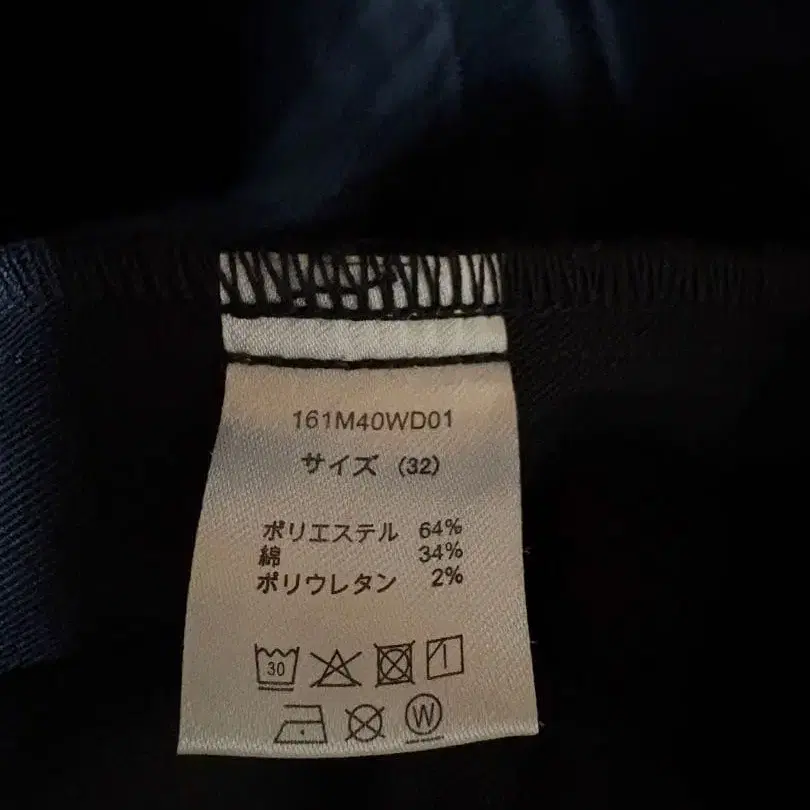 161M40WD01
サイズ (32)
ポリエステル 64%
綿 34%
ポリウレタン 2%
30
W